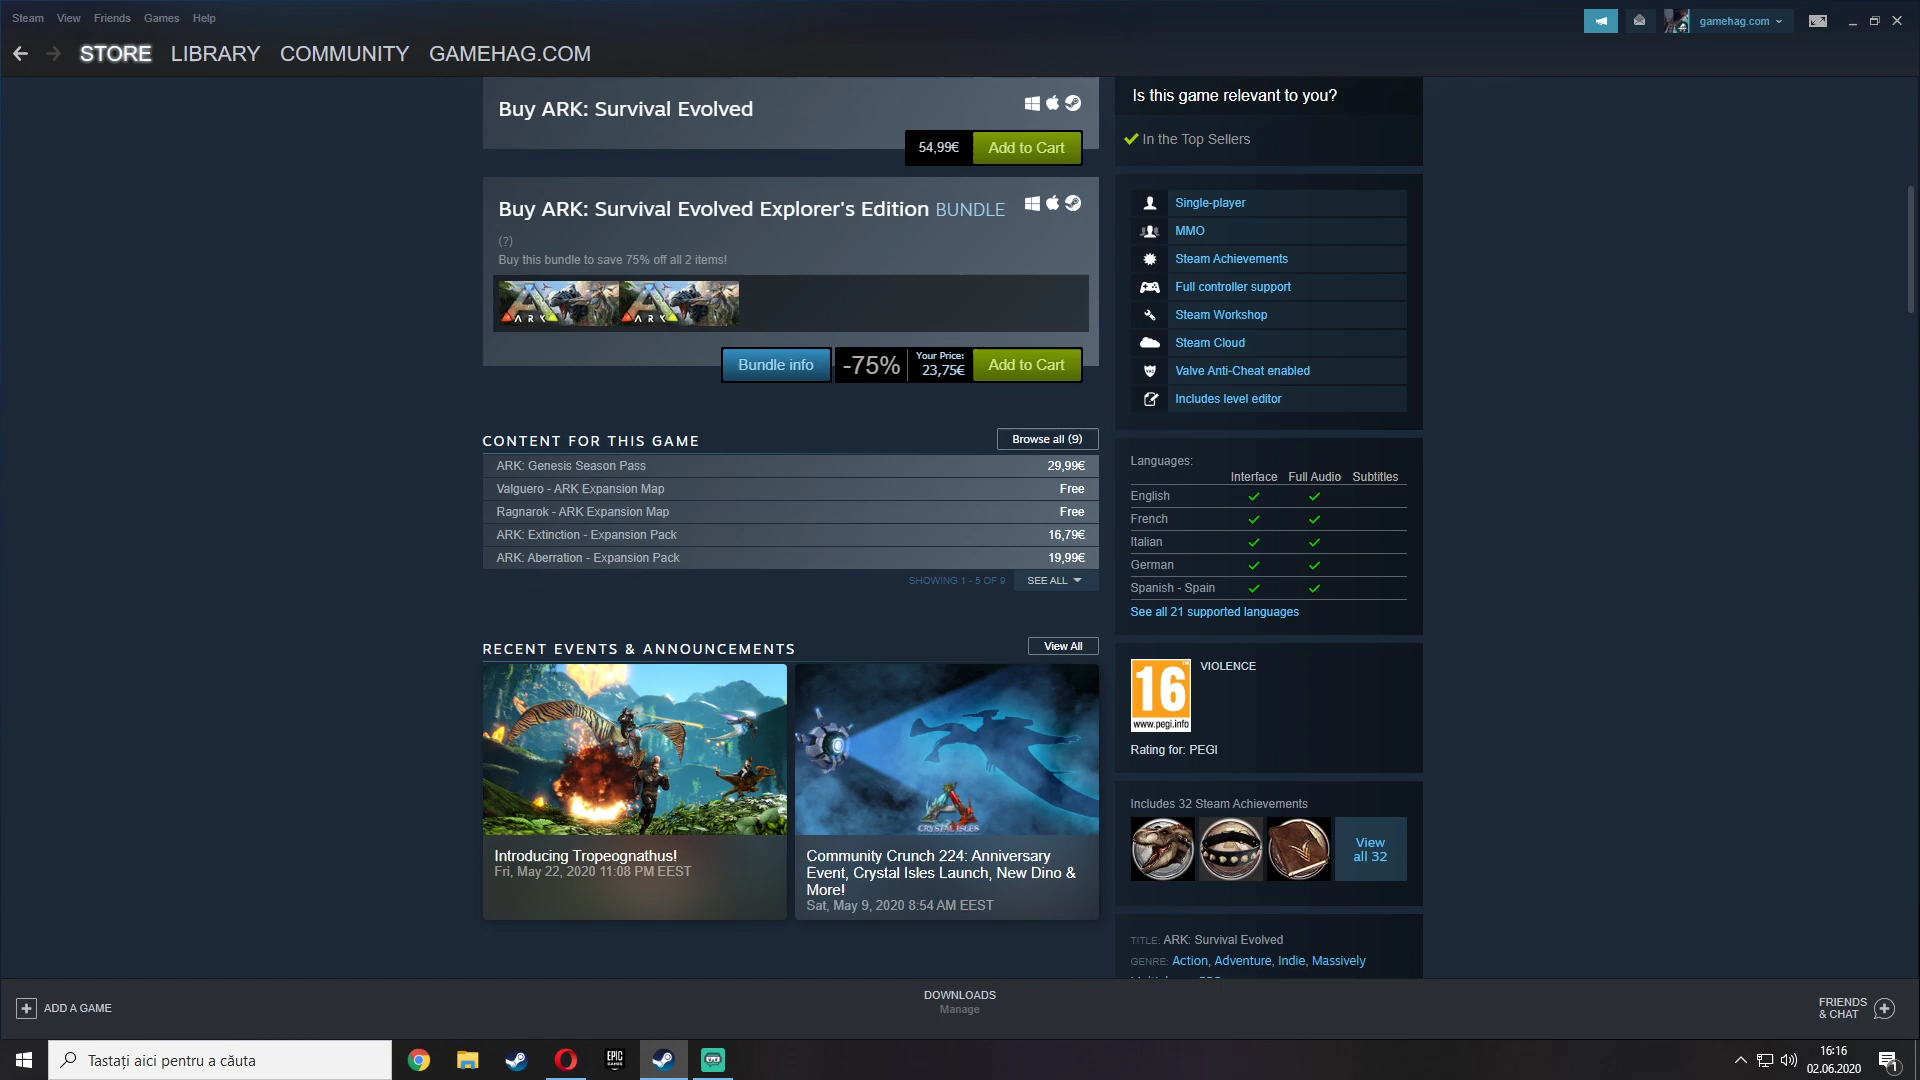 Steam View Friends Games Help
gamehag.com
STORE LIBRARY COMMUNITY GAMEHAG.COM
Buy ARK: Survival Evolved
54,99€
Add to Cart
Buy ARK: Survival Evolved Explorer's Edition BUNDLE
(?)
Buy this bundle to save 75% off all 2 items!
ARK
ARK
Bundle info
-75%
Your Price:
23,75€
Add to Cart
CONTENT FOR THIS GAME
Browse all (9)
ARK: Genesis Season Pass 29,99€
Valguero - ARK Expansion Map Free
Ragnarok - ARK Expansion Map Free
ARK: Extinction - Expansion Pack 16,79€
ARK: Aberration - Expansion Pack 19,99€
SHOWING 1 - 5 OF 9
SEE ALL
RECENT EVENTS & ANNOUNCEMENTS
View All
CRYSTAL ISLES
Introducing Tropeognathus!
Fri, May 22, 2020 11:08 PM EEST
Community Crunch 224: Anniversary
Event, Crystal Isles Launch, New Dino &
More!
Sat, May 9, 2020 8:54 AM EEST
Is this game relevant to you?
In the Top Sellers
Single-player
MMO
Steam Achievements
Full controller support
Steam Workshop
Steam Cloud
Valve Anti-Cheat enabled
Includes level editor
Languages:
Interface Full Audio Subtitles
English
French
Italian
German
Spanish - Spain
See all 21 supported languages
16
www.pegi.info
VIOLENCE
Rating for: PEGI
Includes 32 Steam Achievements
View
all 32
TITLE: ARK: Survival Evolved
GENRE: Action, Adventure, Indie, Massively
ADD A GAME
DOWNLOADS
Manage
FRIENDS
& CHAT
Tastați aici pentru a căuta
EPIC
GAMES
16:16
02.06.2020
1